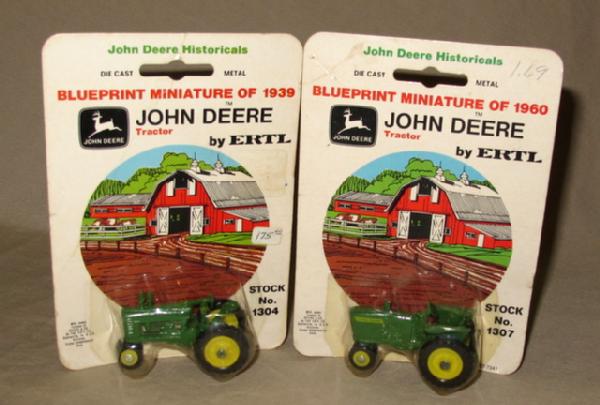 John Deere Historicals
DIE CAST METAL
BLUEPRINT MINIATURE OF 1939
JOHN DEERE™
Tractor
JOHN DEERE
by ERTL
175
STOCK
No.
1304
John Deere Historicals
1.69
DIE CAST METAL
BLUEPRINT MINIATURE OF 1960
JOHN DEERE™
Tractor
JOHN DEERE
by ERTL
STOCK
No.
1307